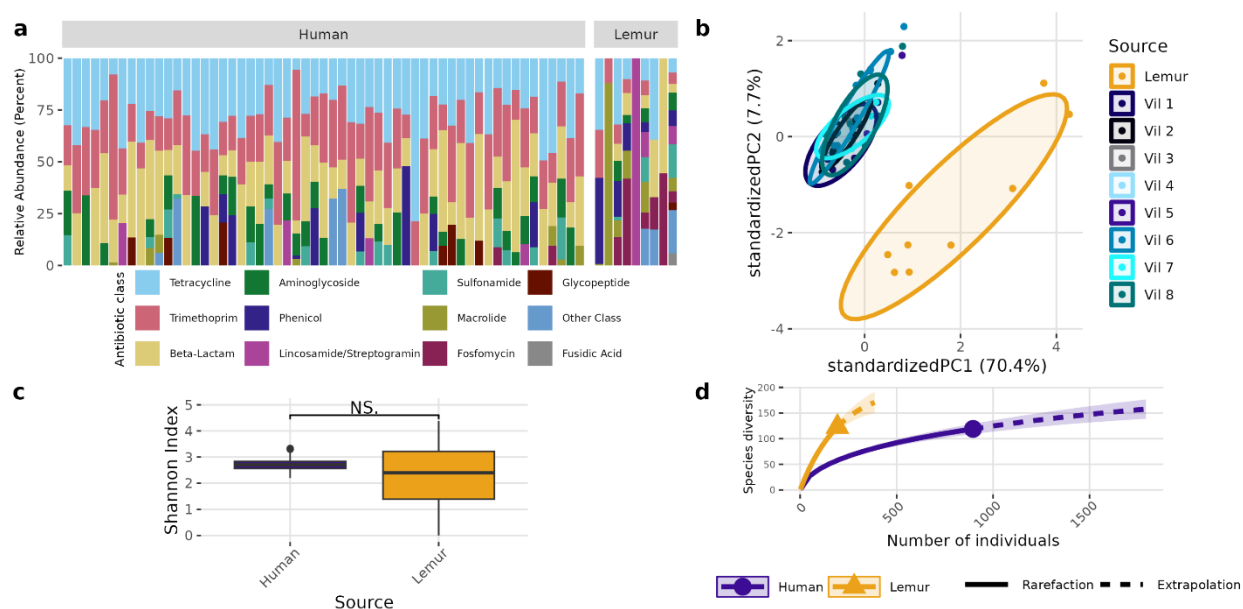 a
Human
Lemur
Relative Abundance (Percent)
100
75
50
25
0
Antibiotic class
Tetracycline
Aminoglycoside
Sulfonamide
Glycopeptide
Trimethoprim
Phenicol
Macrolide
Other Class
Beta-Lactam
Lincosamide/Streptogramin
Fosfomycin
Fusidic Acid
b
standardizedPC2 (7.7%)
2
0
-2
-4
0
2
4
standardizedPC1 (70.4%)
Source
Lemur
Vil 1
Vil 2
Vil 3
Vil 4
Vil 5
Vil 6
Vil 7
Vil 8
c
Shannon Index
5
4
3
2
1
0
NS.
Human
Lemur
Source
d
Species diversity
200
150
100
50
0
0
500
1000
1500
Number of individuals
Human
Lemur
Rarefaction
Extrapolation